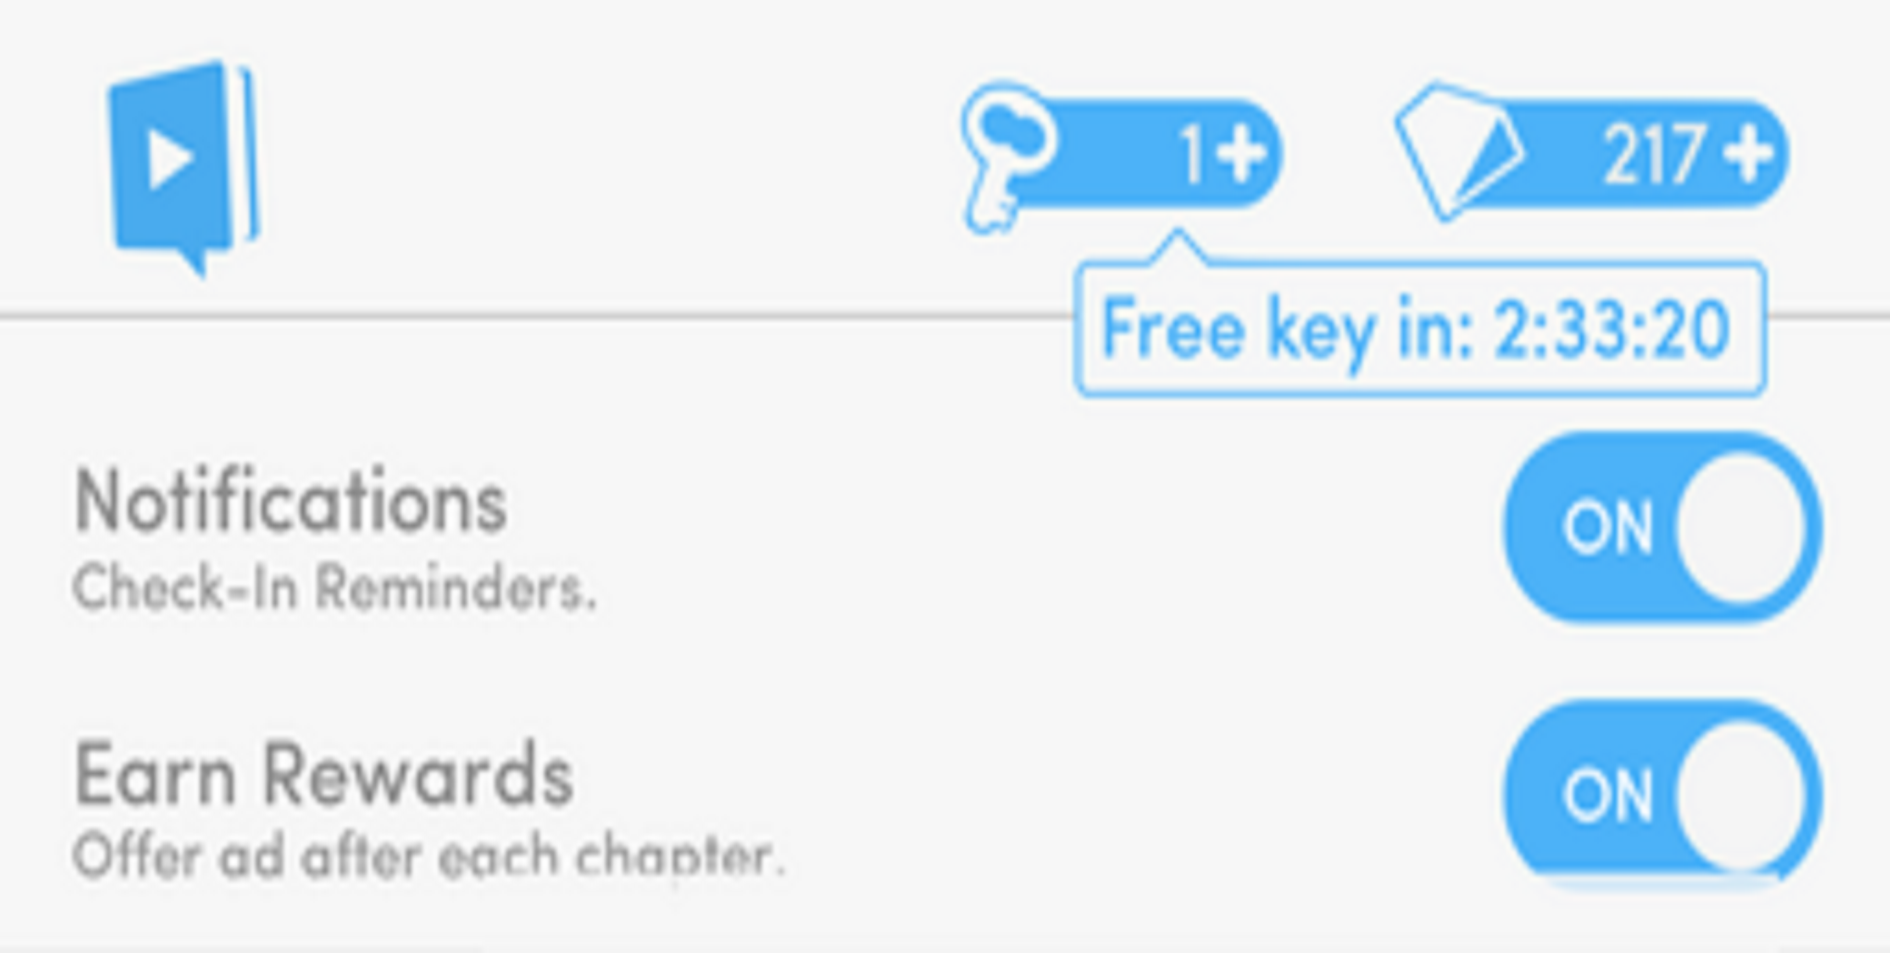 1+
217+
Free key in: 2:33:20
Notifications
ON
Check-In Reminders.
Earn Rewards
ON
Offer ad after each chapter.